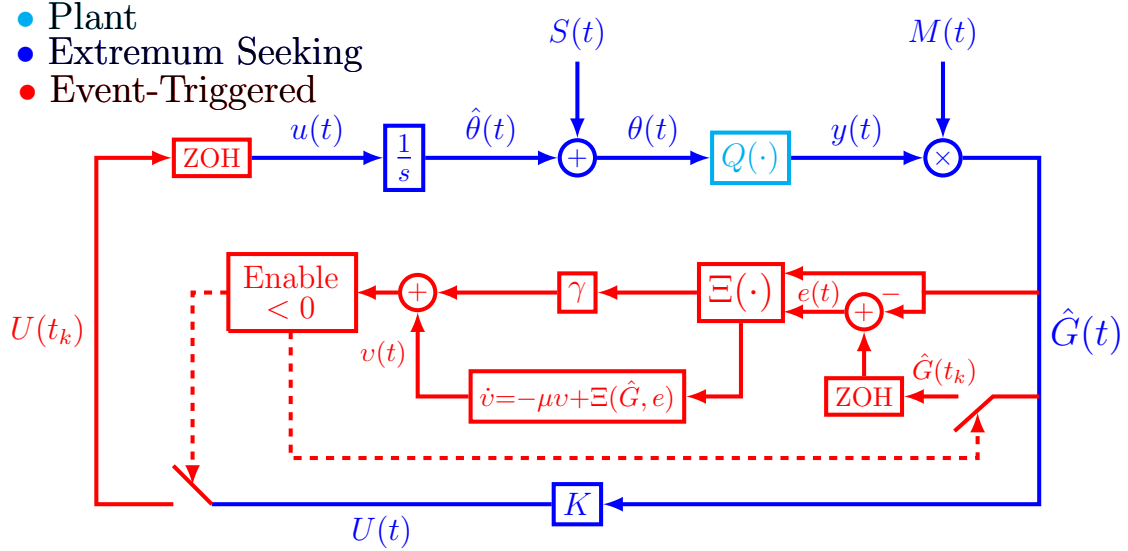 Plant
Extremum Seeking
Event-Triggered
S(t)
M(t)
u(t)
θ̂(t)
θ(t)
y(t)
ZOH
1/s
+
Q(·)
×
Enable
< 0
+
γ
Ξ(·)
e(t)
+
−
U(t_k)
Ĝ(t)
υ(t)
υ̇=−μυ+Ξ(Ĝ, e)
ZOH
Ĝ(t_k)
K
U(t)